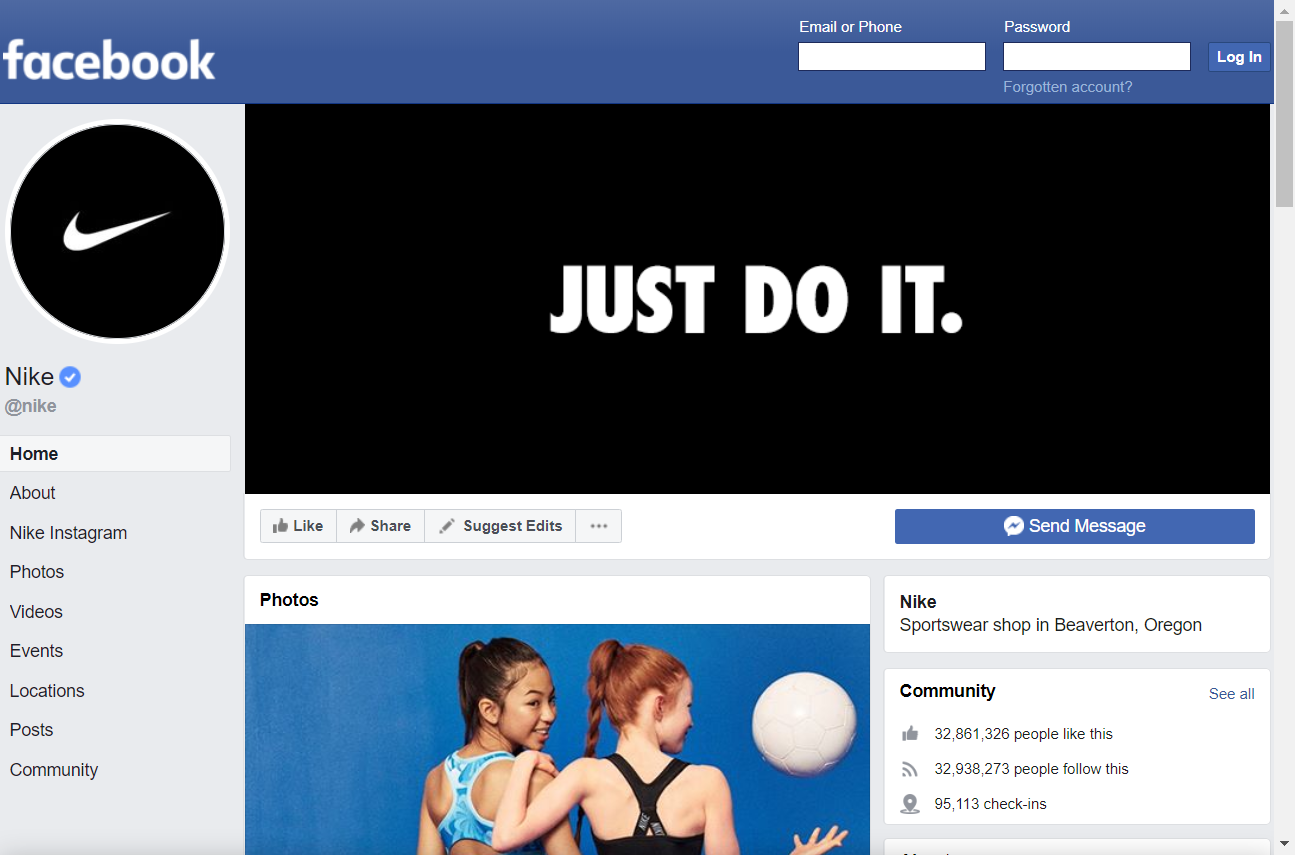 facebook
Email or Phone
Password
Log In
Forgotten account?
JUST DO IT.
Nike
@nike
Home
About
Nike Instagram
Photos
Videos
Events
Locations
Posts
Community
Like
Share
Suggest Edits
Send Message
Photos
NIKE
Nike
Sportswear shop in Beaverton, Oregon
Community
See all
32,861,326 people like this
32,938,273 people follow this
95,113 check-ins